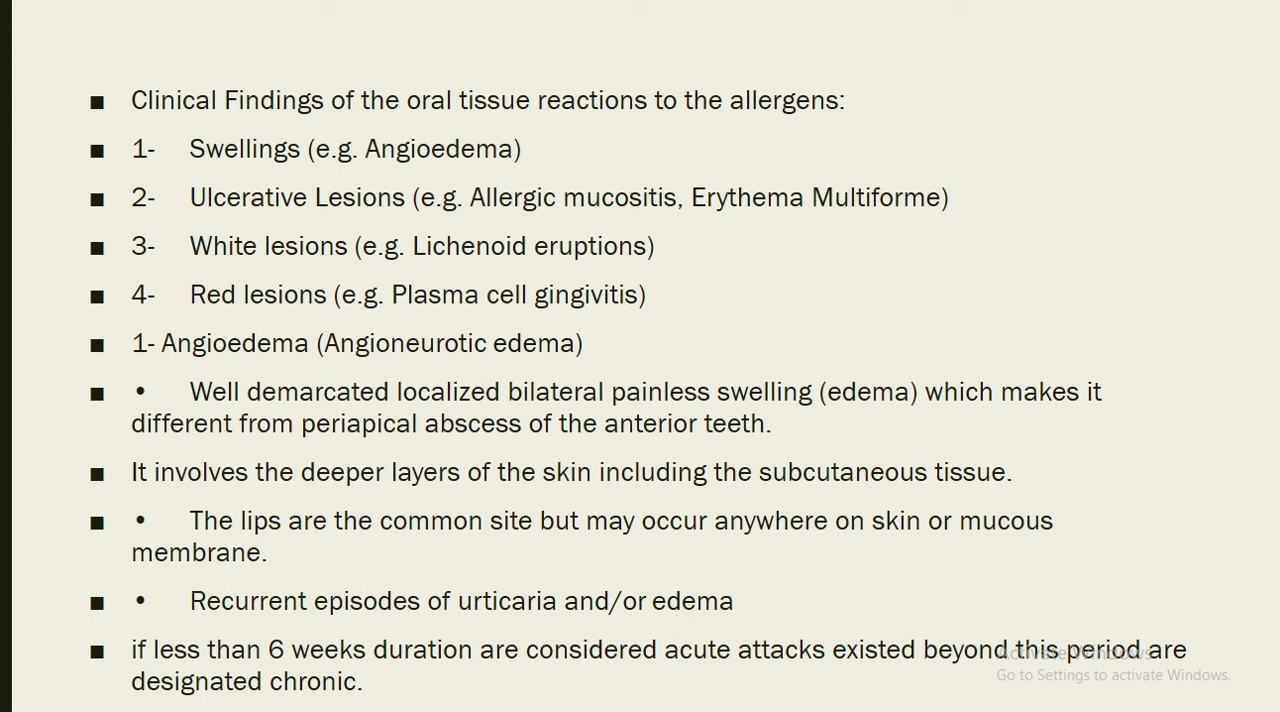 ■ Clinical Findings of the oral tissue reactions to the allergens:
■ 1- Swellings (e.g. Angioedema)
■ 2- Ulcerative Lesions (e.g. Allergic mucositis, Erythema Multiforme)
■ 3- White lesions (e.g. Lichenoid eruptions)
■ 4- Red lesions (e.g. Plasma cell gingivitis)
■ 1- Angioedema (Angioneurotic edema)
■ • Well demarcated localized bilateral painless swelling (edema) which makes it
different from periapical abscess of the anterior teeth.
■ It involves the deeper layers of the skin including the subcutaneous tissue.
■ • The lips are the common site but may occur anywhere on skin or mucous
membrane.
■ • Recurrent episodes of urticaria and/or edema
■ if less than 6 weeks duration are considered acute attacks existed beyond this period are
designated chronic.
Activate Windows
Go to Settings to activate Windows.